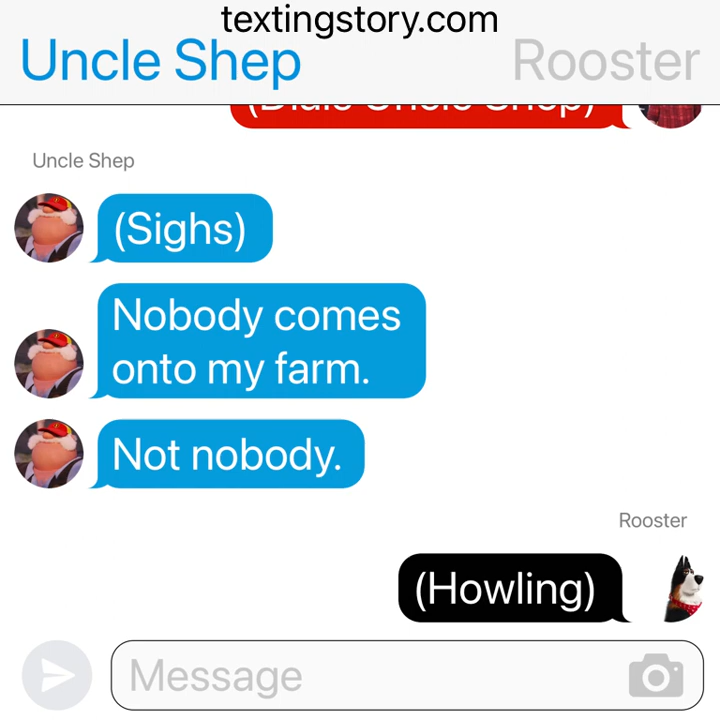 textingstory.com
Uncle Shep
Rooster
Uncle Shep
(Sighs)
Nobody comes
onto my farm.
Not nobody.
Rooster
(Howling)
Message